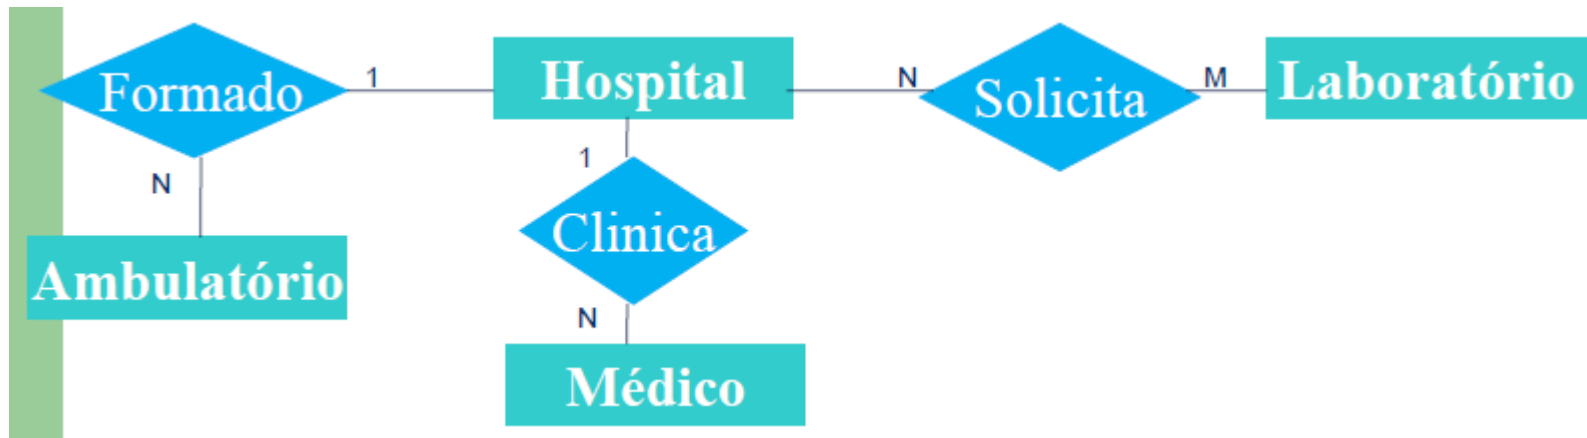 Formado
1
Hospital
N
Solicita
M
Laboratório
N
1
Clinica
Ambulatório
N
Médico